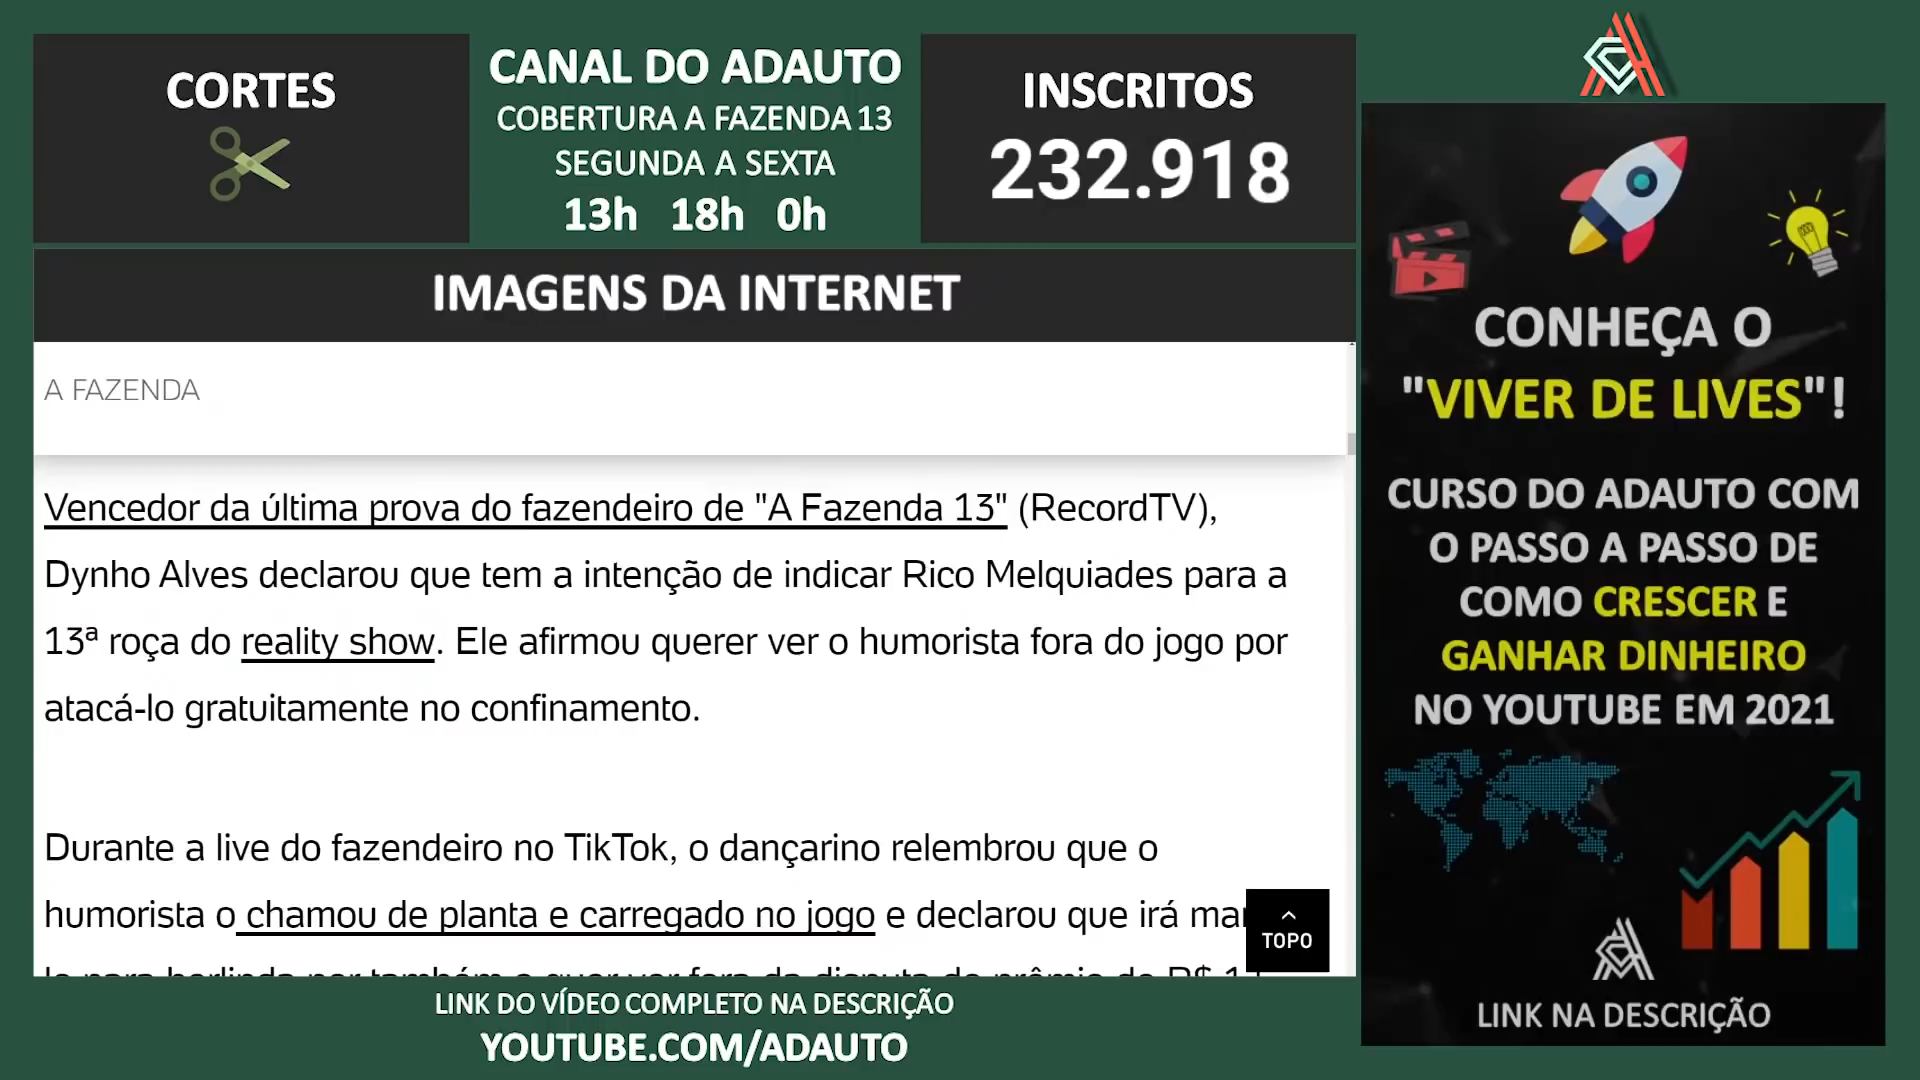 CORTES
CANAL DO ADAUTO
COBERTURA A FAZENDA 13
SEGUNDA A SEXTA
13h 18h 0h
INSCRITOS
232.918
IMAGENS DA INTERNET
A FAZENDA
Vencedor da última prova do fazendeiro de "A Fazenda 13" (RecordTV),
Dynho Alves declarou que tem a intenção de indicar Rico Melquiades para a
13ª roça do reality show. Ele afirmou querer ver o humorista fora do jogo por
atacá-lo gratuitamente no confinamento.
Durante a live do fazendeiro no TikTok, o dançarino relembrou que o
humorista o chamou de planta e carregado no jogo e declarou que irá
TOPO
LINK DO VÍDEO COMPLETO NA DESCRIÇÃO
YOUTUBE.COM/ADAUTO
CONHEÇA O
"VIVER DE LIVES"!
CURSO DO ADAUTO COM
O PASSO A PASSO DE
COMO CRESCER E
GANHAR DINHEIRO
NO YOUTUBE EM 2021
LINK NA DESCRIÇÃO